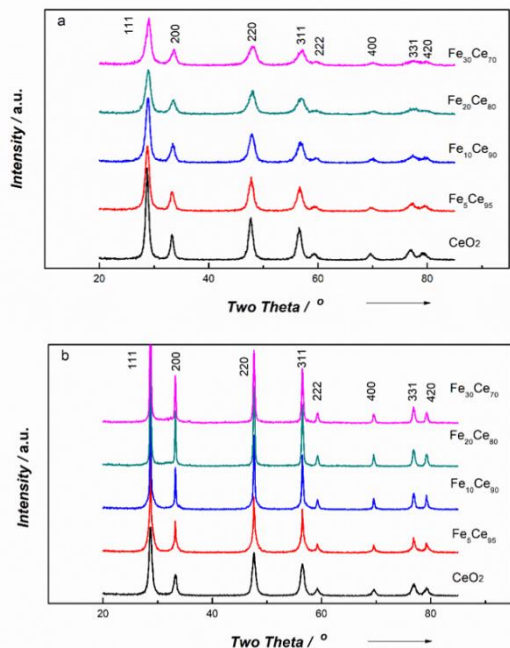 a
111
200
220
311
222
400
331
420
Fe₃₀Ce₇₀
Fe₂₀Ce₈₀
Fe₁₀Ce₉₀
Fe₅Ce₉₅
CeO₂
Intensity / a.u.
20
40
60
80
Two Theta / °
b
111
200
220
311
222
400
331
420
Fe₃₀Ce₇₀
Fe₂₀Ce₈₀
Fe₁₀Ce₉₀
Fe₅Ce₉₅
CeO₂
Intensity / a.u.
20
40
60
80
Two Theta / °